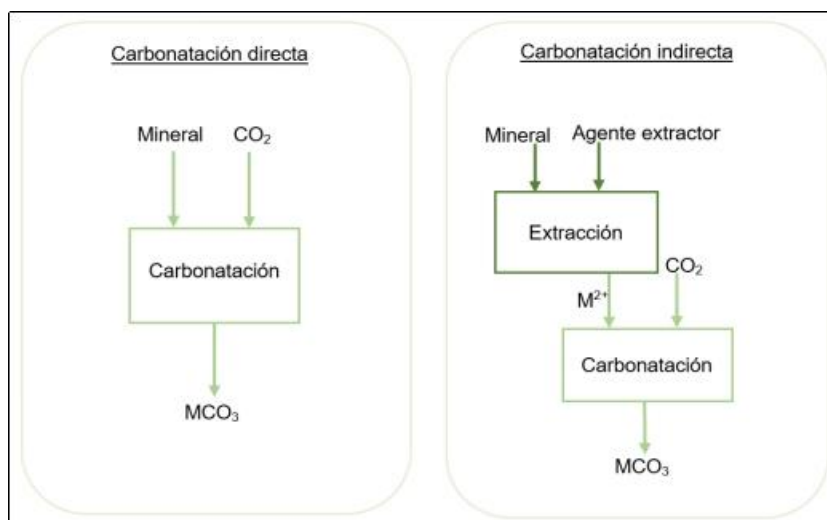 Carbonatación directa
Mineral CO₂
Carbonatación
MCO₃
Carbonatación indirecta
Mineral Agente extractor
Extracción
CO₂
M²⁺
Carbonatación
MCO₃